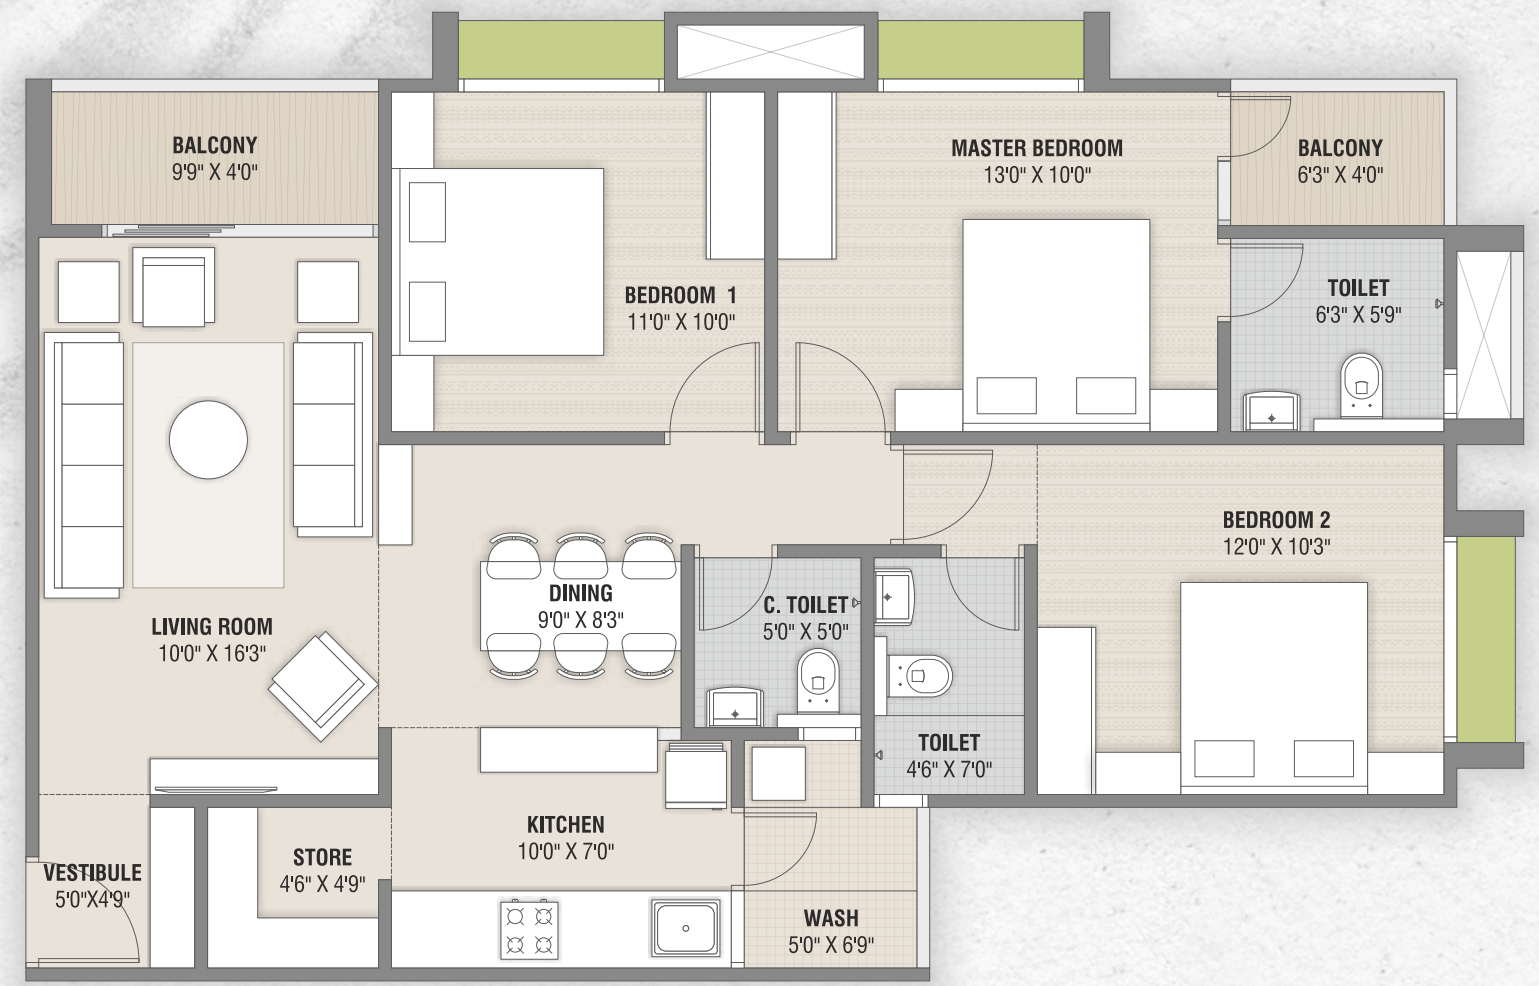 BALCONY
9'9" X 4'0"
MASTER BEDROOM
13'0" X 10'0"
BALCONY
6'3" X 4'0"
BEDROOM 1
11'0" X 10'0"
TOILET
6'3" X 5'9"
BEDROOM 2
12'0" X 10'3"
DINING
9'0" X 8'3"
C. TOILET
5'0" X 5'0"
LIVING ROOM
10'0" X 16'3"
TOILET
4'6" X 7'0"
KITCHEN
10'0" X 7'0"
STORE
4'6" X 4'9"
VESTIBULE
5'0"X4'9"
WASH
5'0" X 6'9"